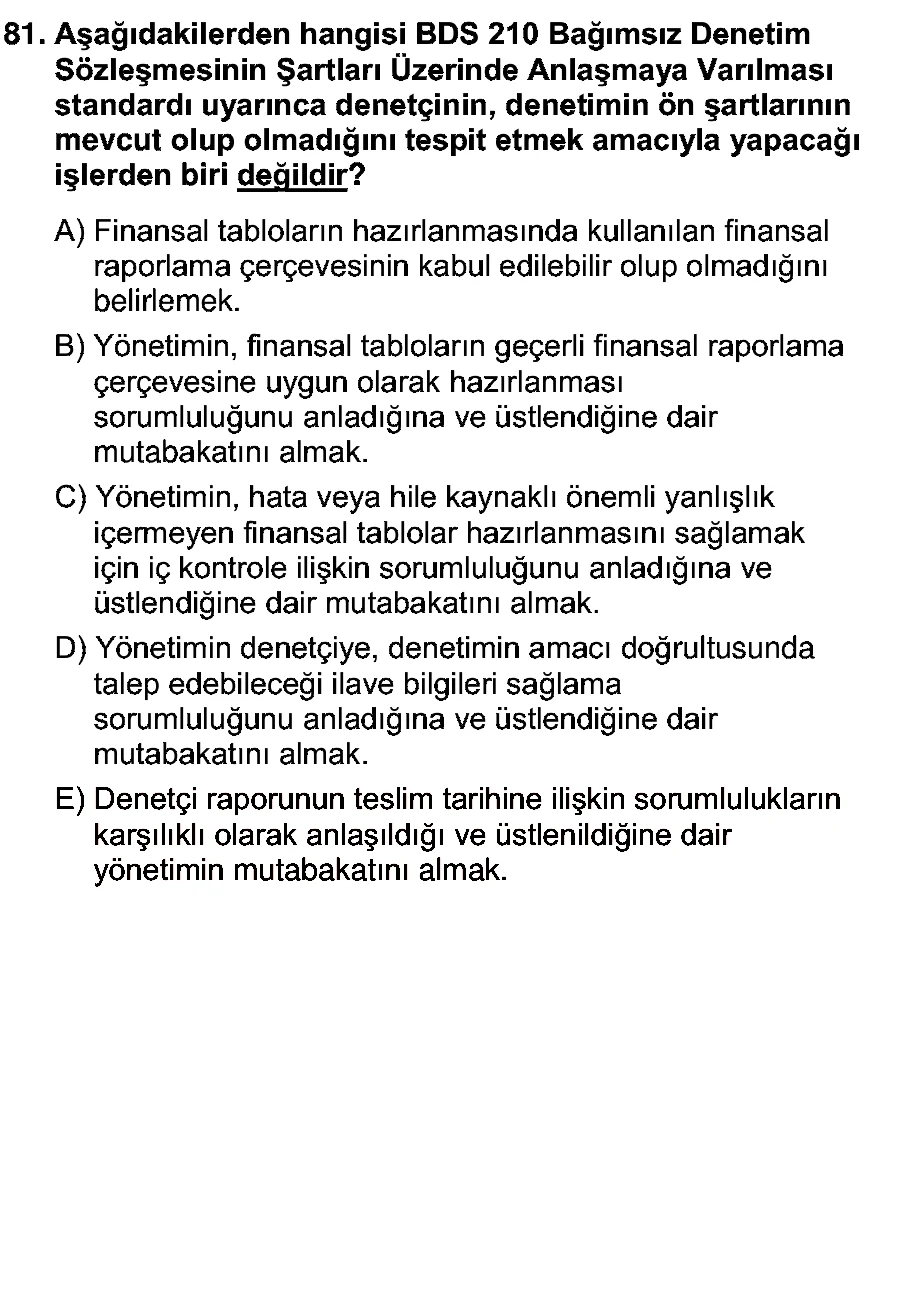 81. Aşağıdakilerden hangisi BDS 210 Bağımsız Denetim
Sözleşmesinin Şartları Üzerinde Anlaşmaya Varılması
standardı uyarınca denetçinin, denetimin ön şartlarının
mevcut olup olmadığını tespit etmek amacıyla yapacağı
işlerden biri değildir?
A) Finansal tabloların hazırlanmasında kullanılan finansal
raporlama çerçevesinin kabul edilebilir olup olmadığını
belirlemek.
B) Yönetimin, finansal tabloların geçerli finansal raporlama
çerçevesine uygun olarak hazırlanması
sorumluluğunu anladığına ve üstlendiğine dair
mutabakatını almak.
C) Yönetimin, hata veya hile kaynaklı önemli yanlışlık
içermeyen finansal tablolar hazırlanmasını sağlamak
için iç kontrole ilişkin sorumluluğunu anladığına ve
üstlendiğine dair mutabakatını almak.
D) Yönetimin denetçiye, denetimin amacı doğrultusunda
talep edebileceği ilave bilgileri sağlama
sorumluluğunu anladığına ve üstlendiğine dair
mutabakatını almak.
E) Denetçi raporunun teslim tarihine ilişkin sorumlulukların
karşılıklı olarak anlaşıldığı ve üstlenildiğine dair
yönetimin mutabakatını almak.